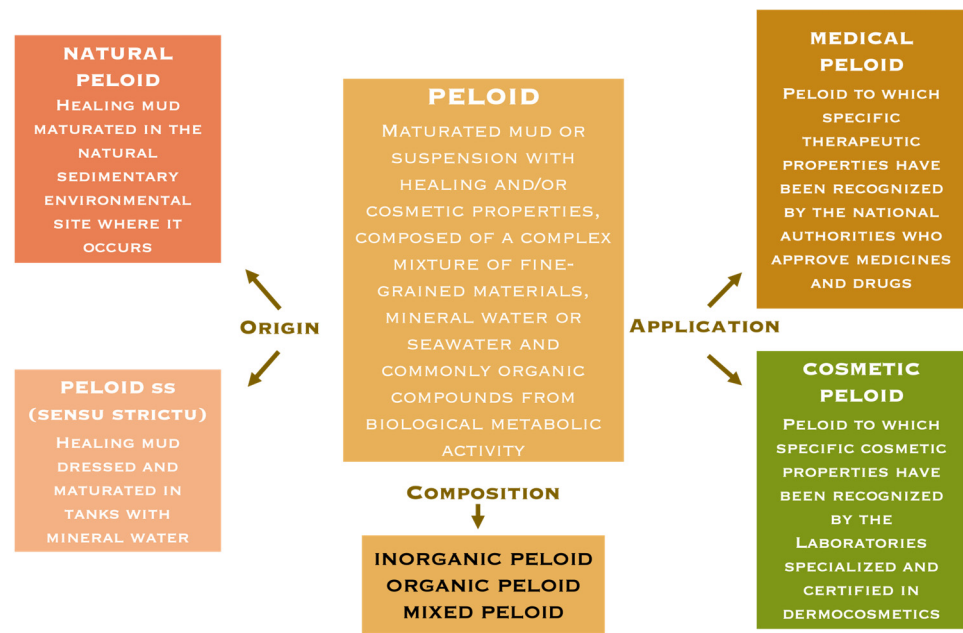 NATURAL
PELOID
HEALING MUD
MATURATED IN THE
NATURAL
SEDIMENTARY
ENVIRONMENTAL
SITE WHERE IT
OCCURS
PELOID SS
(SENSU STRICTU)
HEALING MUD
DRESSED AND
MATURATED IN
TANKS WITH
MINERAL WATER
ORIGIN
PELOID
MATURATED MUD OR
SUSPENSION WITH
HEALING AND/OR
COSMETIC PROPERTIES,
COMPOSED OF A COMPLEX
MIXTURE OF FINE-
GRAINED MATERIALS,
MINERAL WATER OR
SEAWATER AND
COMMONLY ORGANIC
COMPOUNDS FROM
BIOLOGICAL METABOLIC
ACTIVITY
COMPOSITION
INORGANIC PELOID
ORGANIC PELOID
MIXED PELOID
APPLICATION
MEDICAL
PELOID
PELOID TO WHICH
SPECIFIC
THERAPEUTIC
PROPERTIES HAVE
BEEN RECOGNIZED
BY THE NATIONAL
AUTHORITIES WHO
APPROVE MEDICINES
AND DRUGS
COSMETIC
PELOID
PELOID TO WHICH
SPECIFIC COSMETIC
PROPERTIES HAVE
BEEN RECOGNIZED
BY THE
LABORATORIES
SPECIALIZED AND
CERTIFIED IN
DERMOCOSMETICS